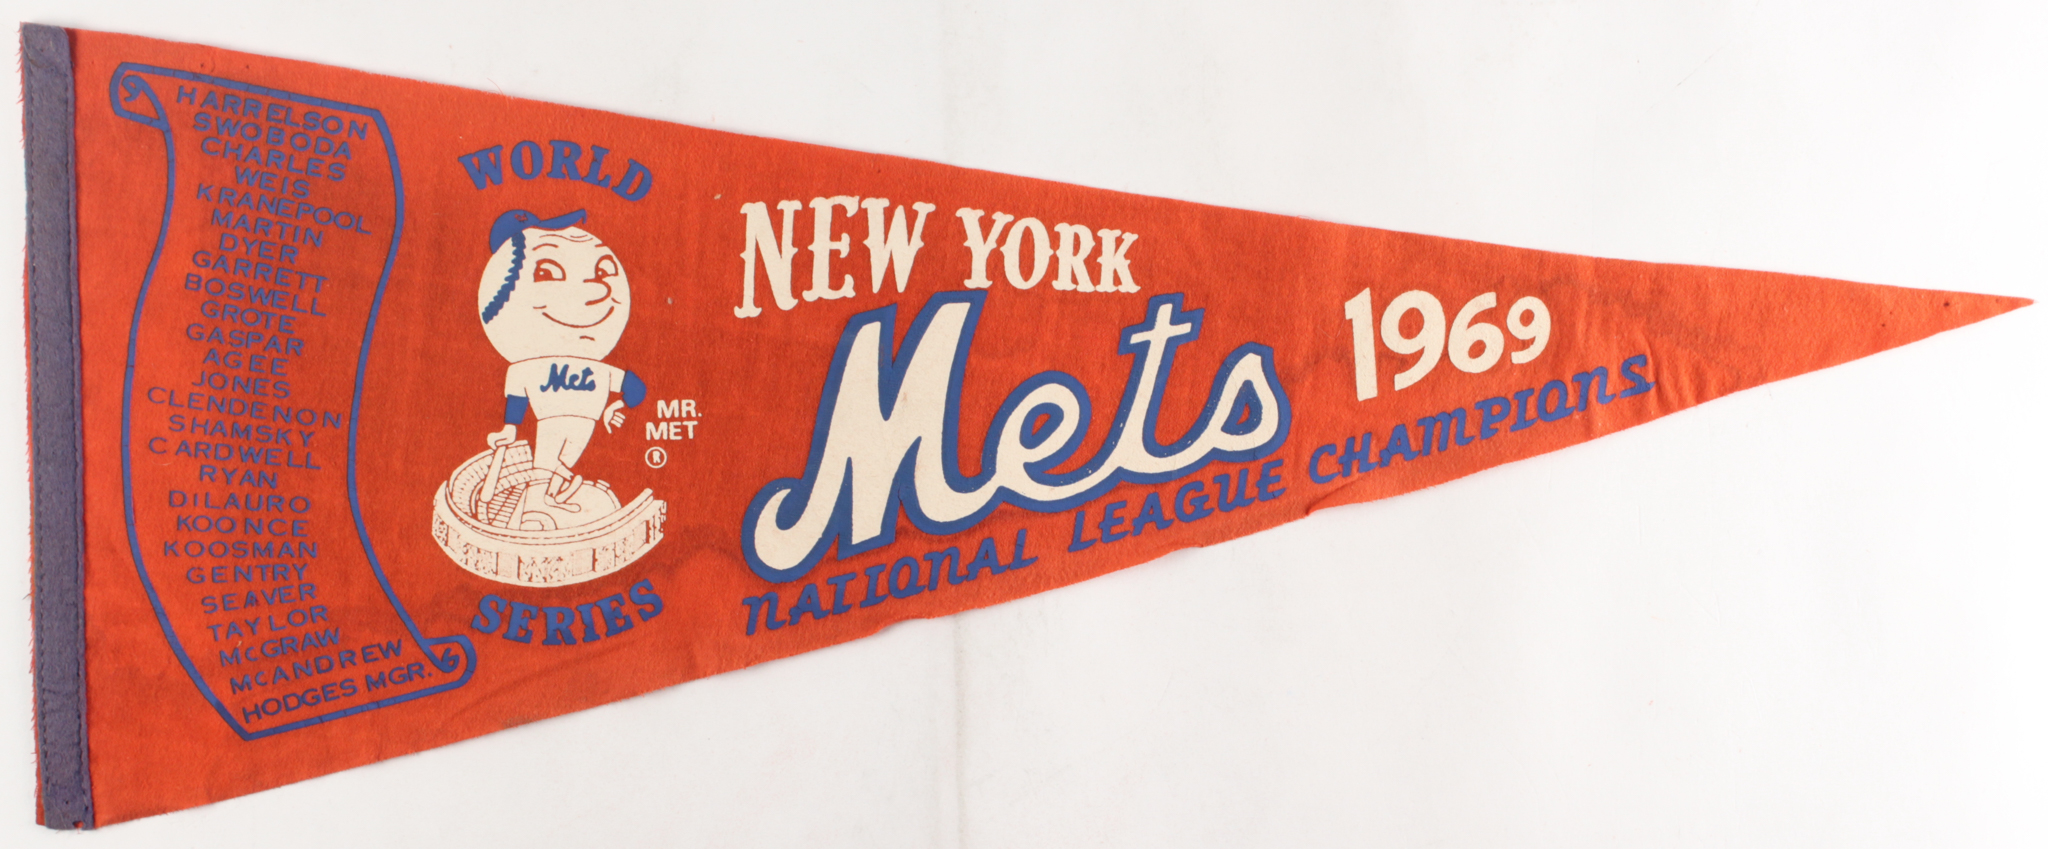 HARRELSON
SWOBODA
CHARLES
WEIS
KRANEPOOL
MARTIN
DYER
GARRETT
BOSWELL
GROTE
GASPAR
AGEE
JONES
CLENDENON
SHAMSKY
CARDWELL
RYAN
DiLAURO
KOONCE
KOOSMAN
GENTRY
SEAVER
TAYLOR
McGRAW
McANDREW
HODGES MGR.
WORLD
Mets
MR.
MET
®
SERIES
NEW YORK
Mets
1969
NATIONAL LEAGUE CHAMPIONS